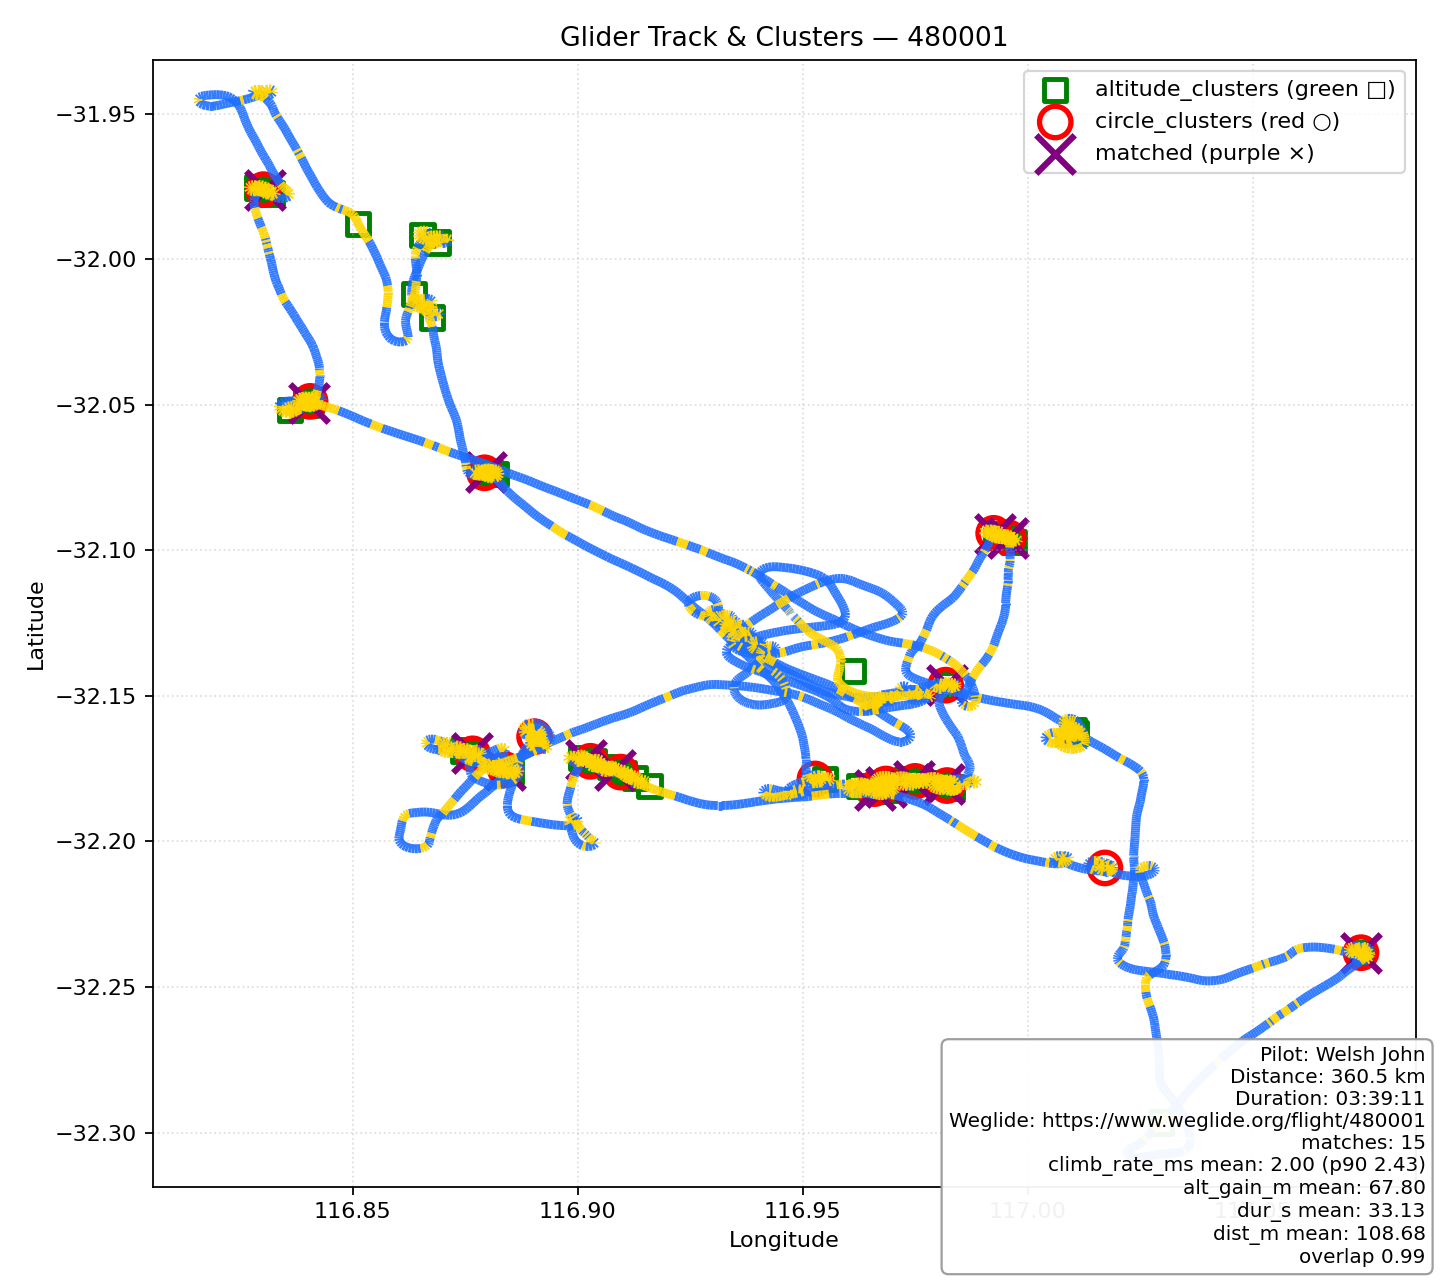 Glider Track & Clusters — 480001
altitude_clusters (green □)
circle_clusters (red ○)
matched (purple ×)
−31.95
−32.00
−32.05
−32.10
−32.15
−32.20
−32.25
−32.30
Latitude
116.85
116.90
116.95
117.00
Longitude
Pilot: Welsh John
Distance: 360.5 km
Duration: 03:39:11
Weglide: https://www.weglide.org/flight/480001
matches: 15
climb_rate_ms mean: 2.00 (p90 2.43)
alt_gain_m mean: 67.80
dur_s mean: 33.13
dist_m mean: 108.68
overlap 0.99